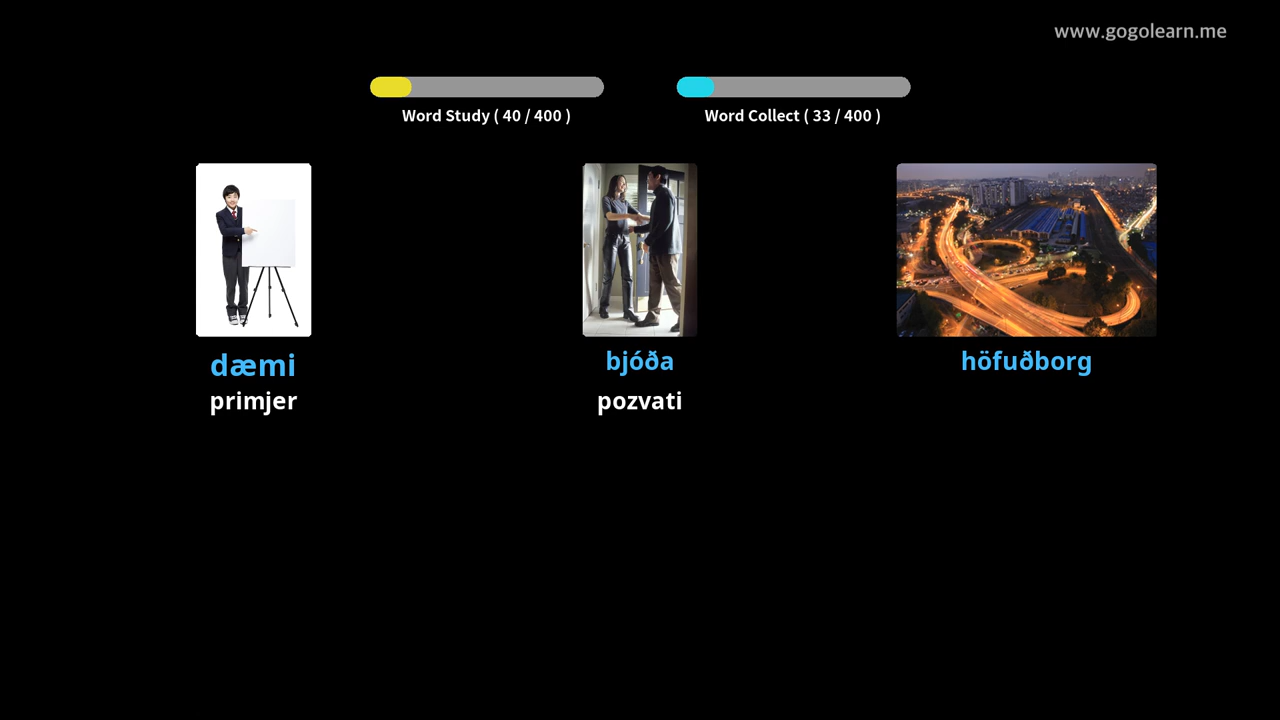 www.gogolearn.me
Word Study ( 40 / 400 )
Word Collect ( 33 / 400 )
dæmi
primjer
bjóða
pozvati
höfuðborg